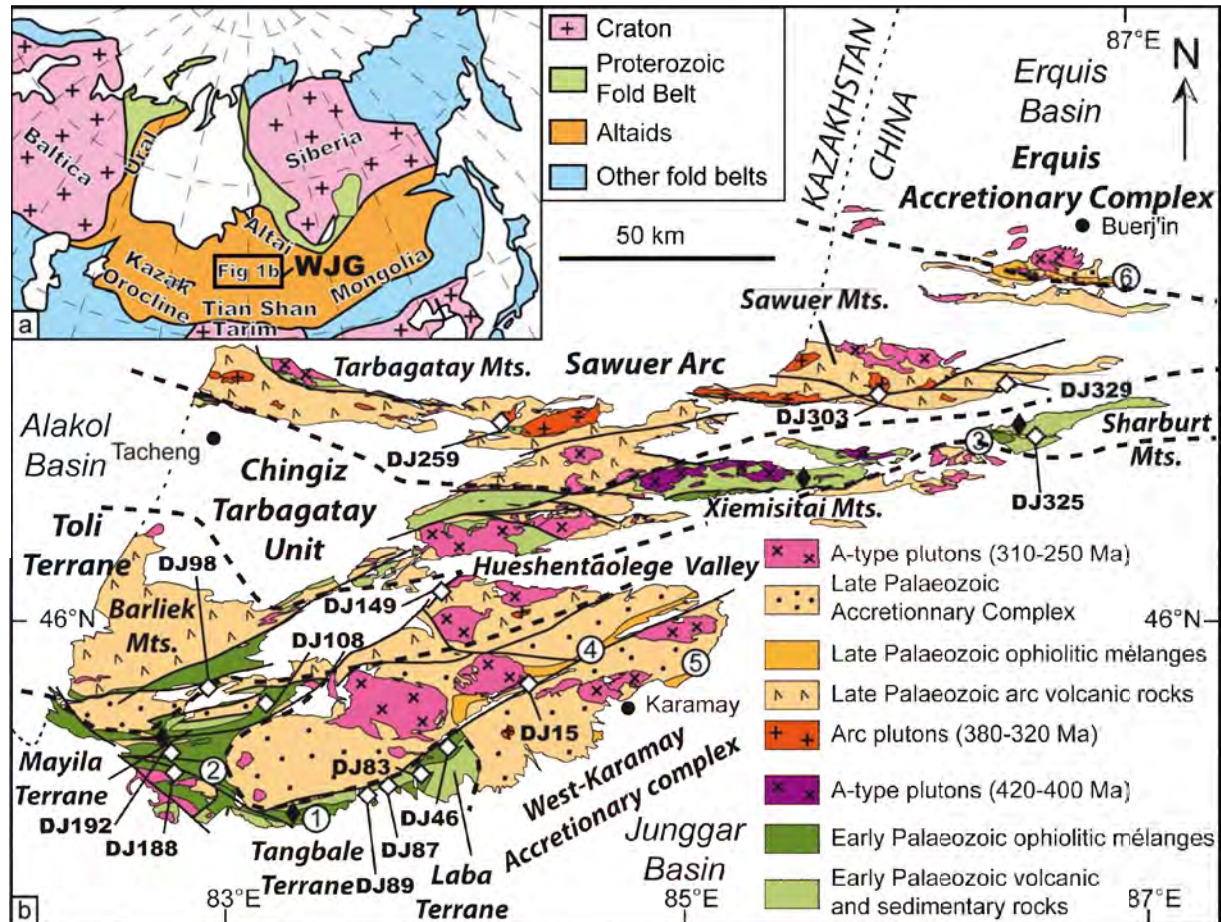 Craton
Proterozoic
Fold Belt
Altaids
Other fold belts
Baltica
Ural
Siberia
Altai
Kazak
Orocline
Fig 1b
WJG
Mongolia
Tian Shan
Tarim
a
50 km
KAZAKHSTAN
CHINA
87°E
N
Erquis
Basin
Erquis
Accretionary Complex
Buerj'in
6
Sawuer Mts.
Tarbagatay Mts.
Sawuer Arc
DJ329
DJ303
Alakol
Basin
Tacheng
DJ259
3
Sharburt
Mts.
Chingiz
Tarbagatay
Unit
Xiemisitai Mts.
DJ325
Toli
Terrane
DJ98
Hueshentaolege Valley
DJ149
46°N
Barliek
Mts.
DJ108
4
5
Karamay
DJ15
Mayila
Terrane
2
DJ83
DJ192
DJ188
1
DJ46
DJ87
DJ89
Tangbale
Terrane
Laba
Terrane
West-Karamay
Accretionary complex
Junggar
Basin
83°E
85°E
87°E
46°N
A-type plutons (310-250 Ma)
Late Palaeozoic
Accretionnary Complex
Late Palaeozoic ophiolitic mélanges
Late Palaeozoic arc volcanic rocks
Arc plutons (380-320 Ma)
A-type plutons (420-400 Ma)
Early Palaeozoic ophiolitic mélanges
Early Palaeozoic volcanic
and sedimentary rocks
b